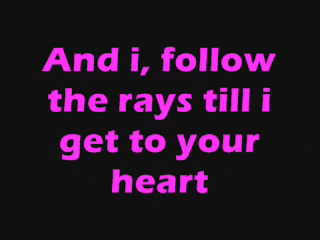 And i, follow
the rays till i
get to your
heart